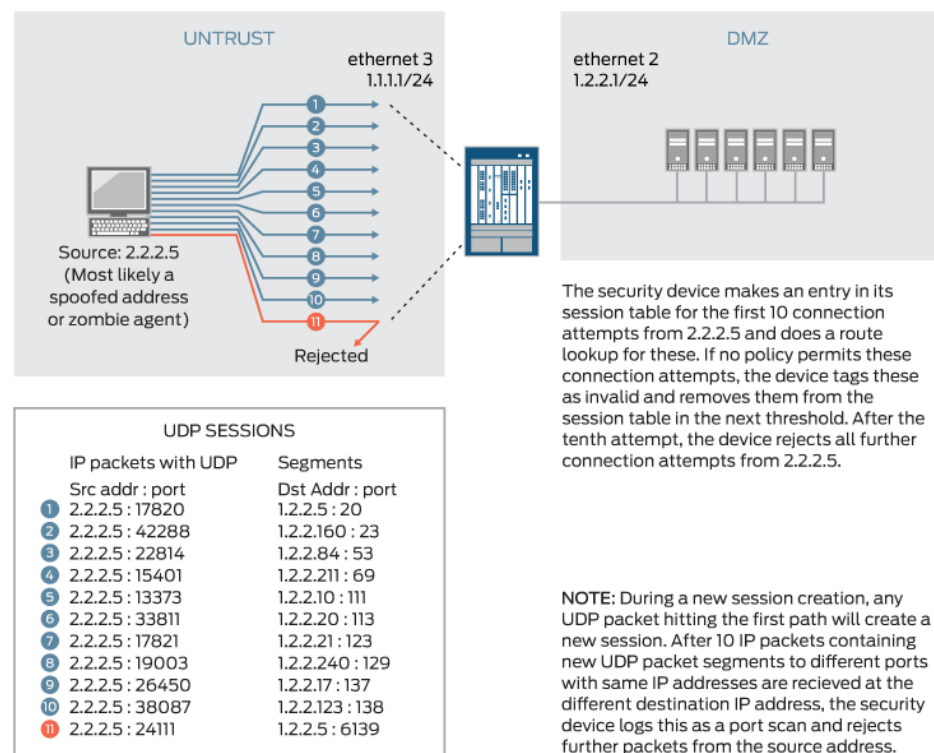 UNTRUST
ethernet 3
1.1.1.1/24
1
2
3
4
5
6
7
8
9
10
11
Source: 2.2.2.5
(Most likely a
spoofed address
or zombie agent)
Rejected
DMZ
ethernet 2
1.2.2.1/24
The security device makes an entry in its
session table for the first 10 connection
attempts from 2.2.2.5 and does a route
lookup for these. If no policy permits these
connection attempts, the device tags these
as invalid and removes them from the
session table in the next threshold. After the
tenth attempt, the device rejects all further
connection attempts from 2.2.2.5.
UDP SESSIONS
IP packets with UDP Segments
Src addr : port Dst Addr : port
1 2.2.2.5 : 17820 1.2.2.5 : 20
2 2.2.2.5 : 42288 1.2.2.160 : 23
3 2.2.2.5 : 22814 1.2.2.84 : 53
4 2.2.2.5 : 15401 1.2.2.211 : 69
5 2.2.2.5 : 13373 1.2.2.10 : 111
6 2.2.2.5 : 33811 1.2.2.20 : 113
7 2.2.2.5 : 17821 1.2.2.21 : 123
8 2.2.2.5 : 19003 1.2.2.240 : 129
9 2.2.2.5 : 26450 1.2.2.17 : 137
10 2.2.2.5 : 38087 1.2.2.123 : 138
11 2.2.2.5 : 24111 1.2.2.5 : 6139
NOTE: During a new session creation, any
UDP packet hitting the first path will create a
new session. After 10 IP packets containing
new UDP packet segments to different ports
with same IP addresses are recieved at the
different destination IP address, the security
device logs this as a port scan and rejects
further packets from the source address.